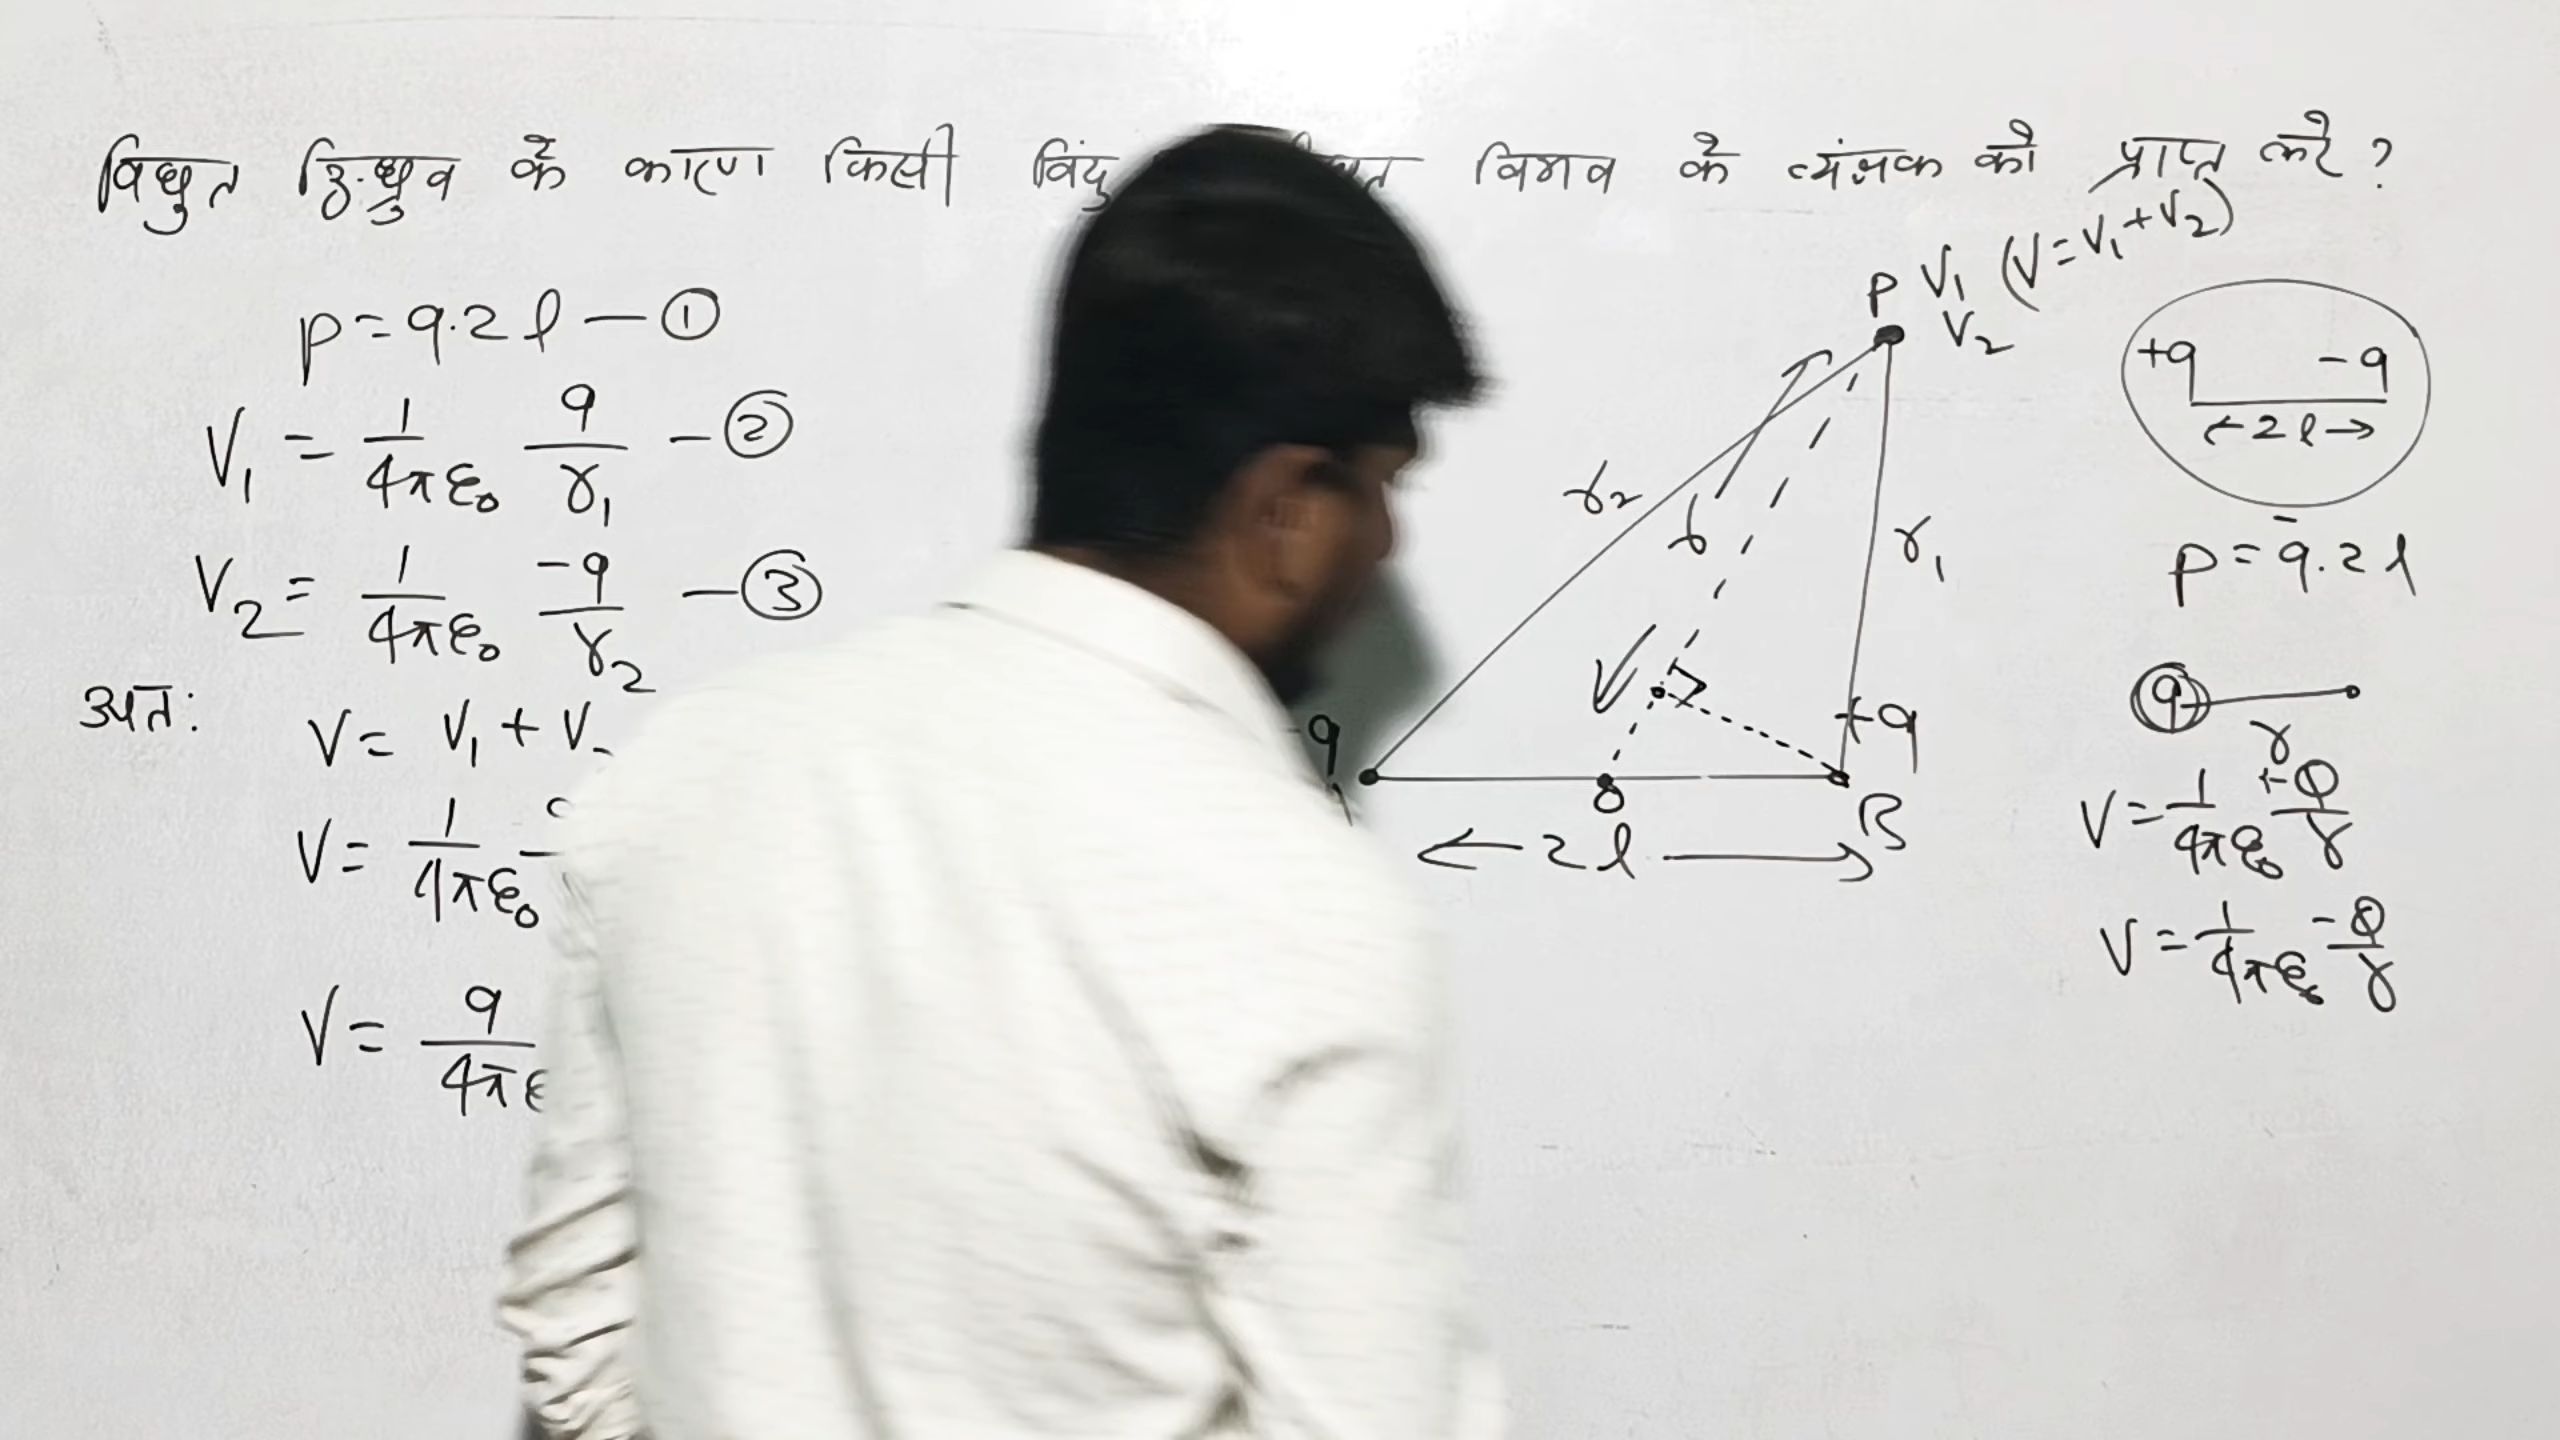 विधुत द्वि-ध्रुव के कारण किसी बिंदु विभव के व्यंजक को प्राप्त करे ?
p = q.2l — ①
V₁ = 1/4πε₀ q/r₁ — ②
V₂ = 1/4πε₀ -q/r₂ — ③
अतः V = V₁ + V
V = 1/4πε₀
V = q/4πε
P V₁ (V = V₁ + V₂)
V₂
r₂
r
r₁
-q
+q
O
B
← 2l →
+q -q
← 2l →
p = q.2l
q
r
V = 1/4πε₀ +Q/r
V = 1/4πε₀ -Q/r